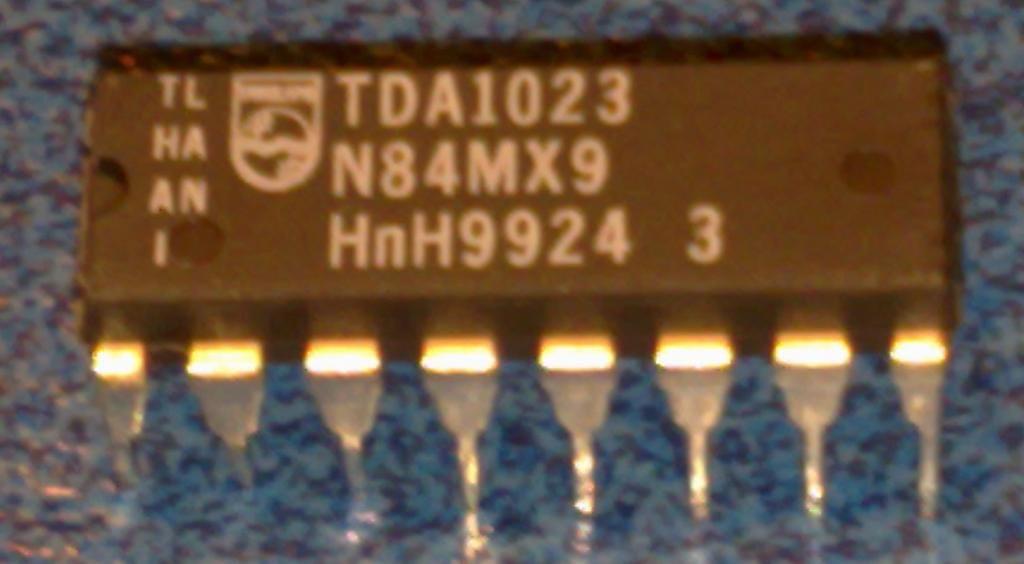 TL
HA
AN
I
PHILIPS
TDA1023
N84MX9
HnH9924 3